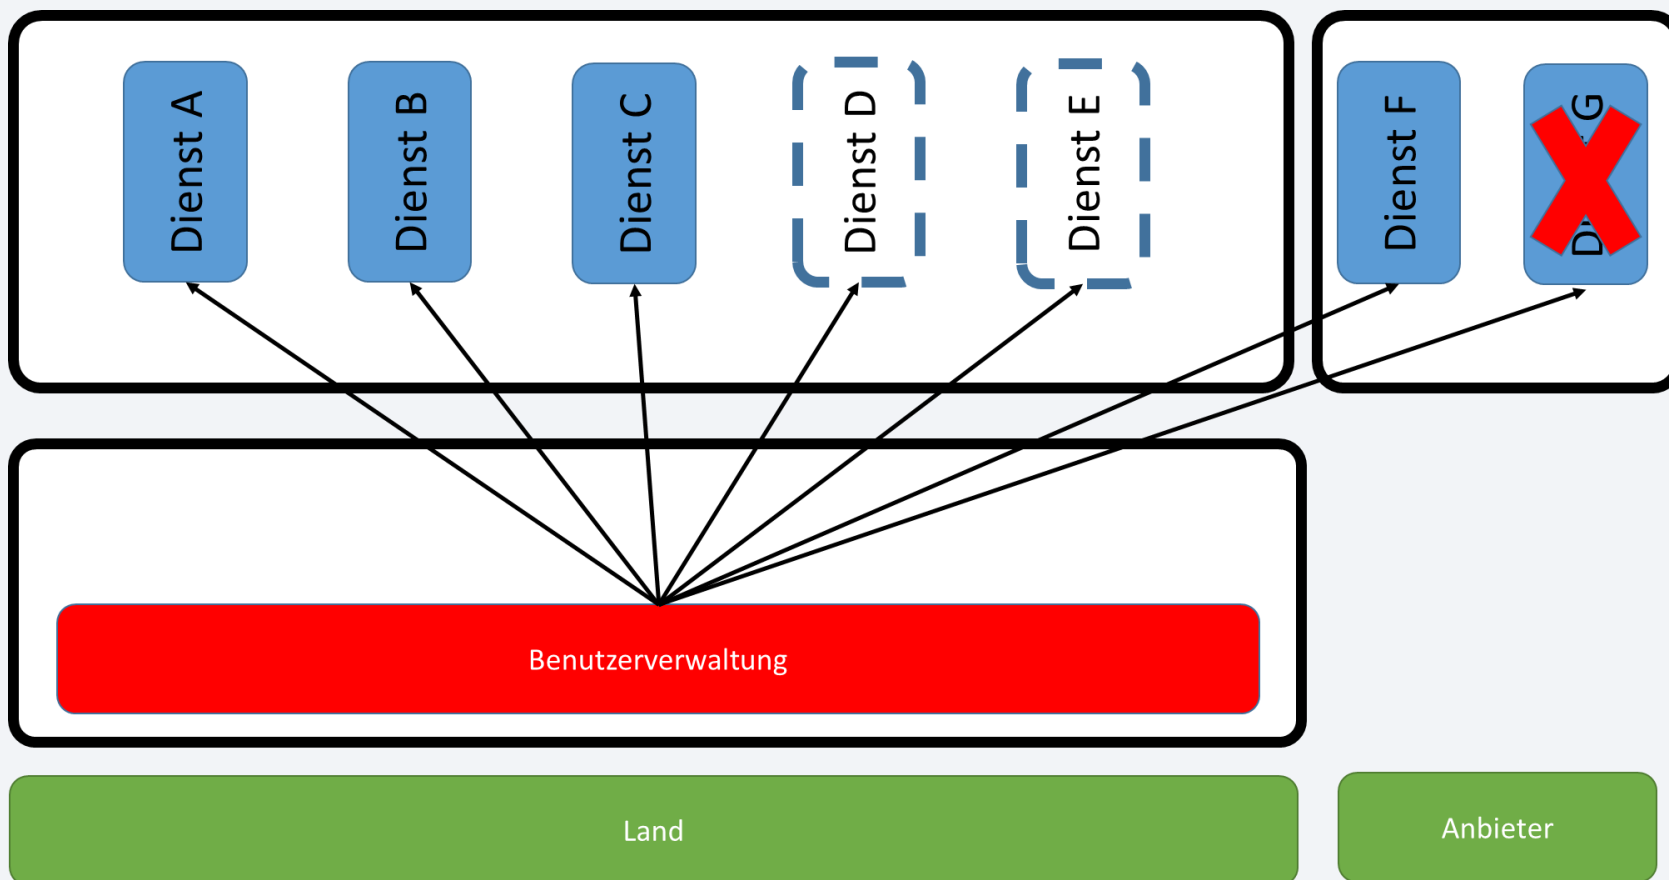 Dienst A
Dienst B
Dienst C
Dienst D
Dienst E
Dienst F
G
Benutzerverwaltung
Land
Anbieter